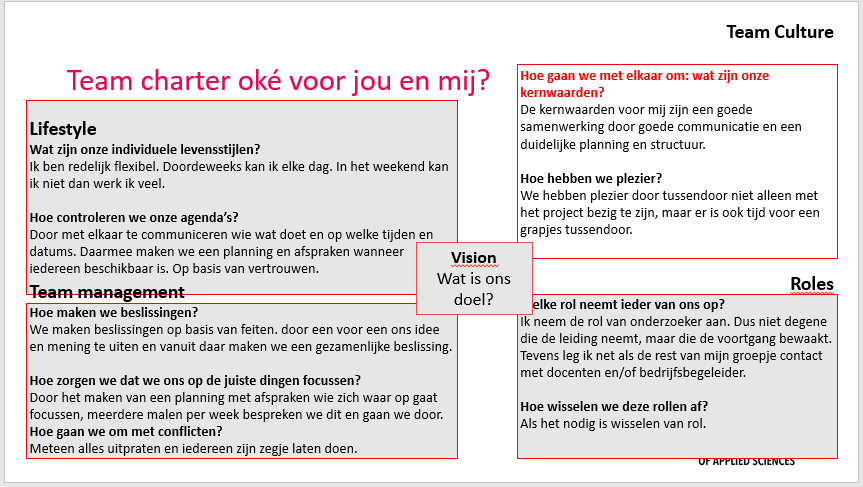 Team Culture
Team charter oké voor jou en mij?
Lifestyle
Wat zijn onze individuele levensstijlen?
Ik ben redelijk flexibel. Doordeweeks kan ik elke dag. In het weekend kan
ik niet dan werk ik veel.
Hoe controleren we onze agenda's?
Door met elkaar te communiceren wie wat doet en op welke tijden en
datums. Daarmee maken we een planning en afspraken wanneer
iedereen beschikbaar is. Op basis van vertrouwen.
Team management
Hoe maken we beslissingen?
We maken beslissingen op basis van feiten. door een voor een ons idee
en mening te uiten en vanuit daar maken we een gezamenlijke beslissing.
Hoe zorgen we dat we ons op de juiste dingen focussen?
Door het maken van een planning met afspraken wie zich waar op gaat
focussen, meerdere malen per week bespreken we dit en gaan we door.
Hoe gaan we om met conflicten?
Meteen alles uitpraten en iedereen zijn zegje laten doen.
Vision
Wat is ons
doel?
Hoe gaan we met elkaar om: wat zijn onze
kernwaarden?
De kernwaarden voor mij zijn een goede
samenwerking door goede communicatie en een
duidelijke planning en structuur.
Hoe hebben we plezier?
We hebben plezier door tussendoor niet alleen met
het project bezig te zijn, maar er is ook tijd voor een
grapjes tussendoor.
Roles
elke rol neemt ieder van ons op?
Ik neem de rol van onderzoeker aan. Dus niet degene
die de leiding neemt, maar die de voortgang bewaakt.
Tevens leg ik net als de rest van mijn groepje contact
met docenten en/of bedrijfsbegeleider.
Hoe wisselen we deze rollen af?
Als het nodig is wisselen van rol.
OF APPLIED SCIENCES